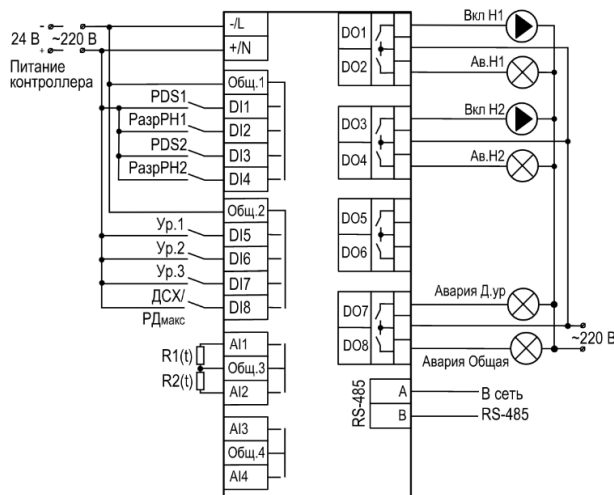 - -/L
24 В ~220 В
+ +/N
Питание
контроллера
Общ.1
PDS1 DI1
РазрРН1 DI2
PDS2 DI3
РазрРН2 DI4
Общ.2
Ур.1 DI5
Ур.2 DI6
Ур.3 DI7
ДСХ/ DI8
РДмакс
AI1
R1(t) Общ.3
R2(t) AI2
AI3
Общ.4
AI4
DO1 Вкл Н1
DO2 Ав.Н1
DO3 Вкл Н2
DO4 Ав.Н2
DO5
DO6
DO7 Авария Д.ур
DO8 Авария Общая
~220 В
RS-485
A В сеть
B RS-485